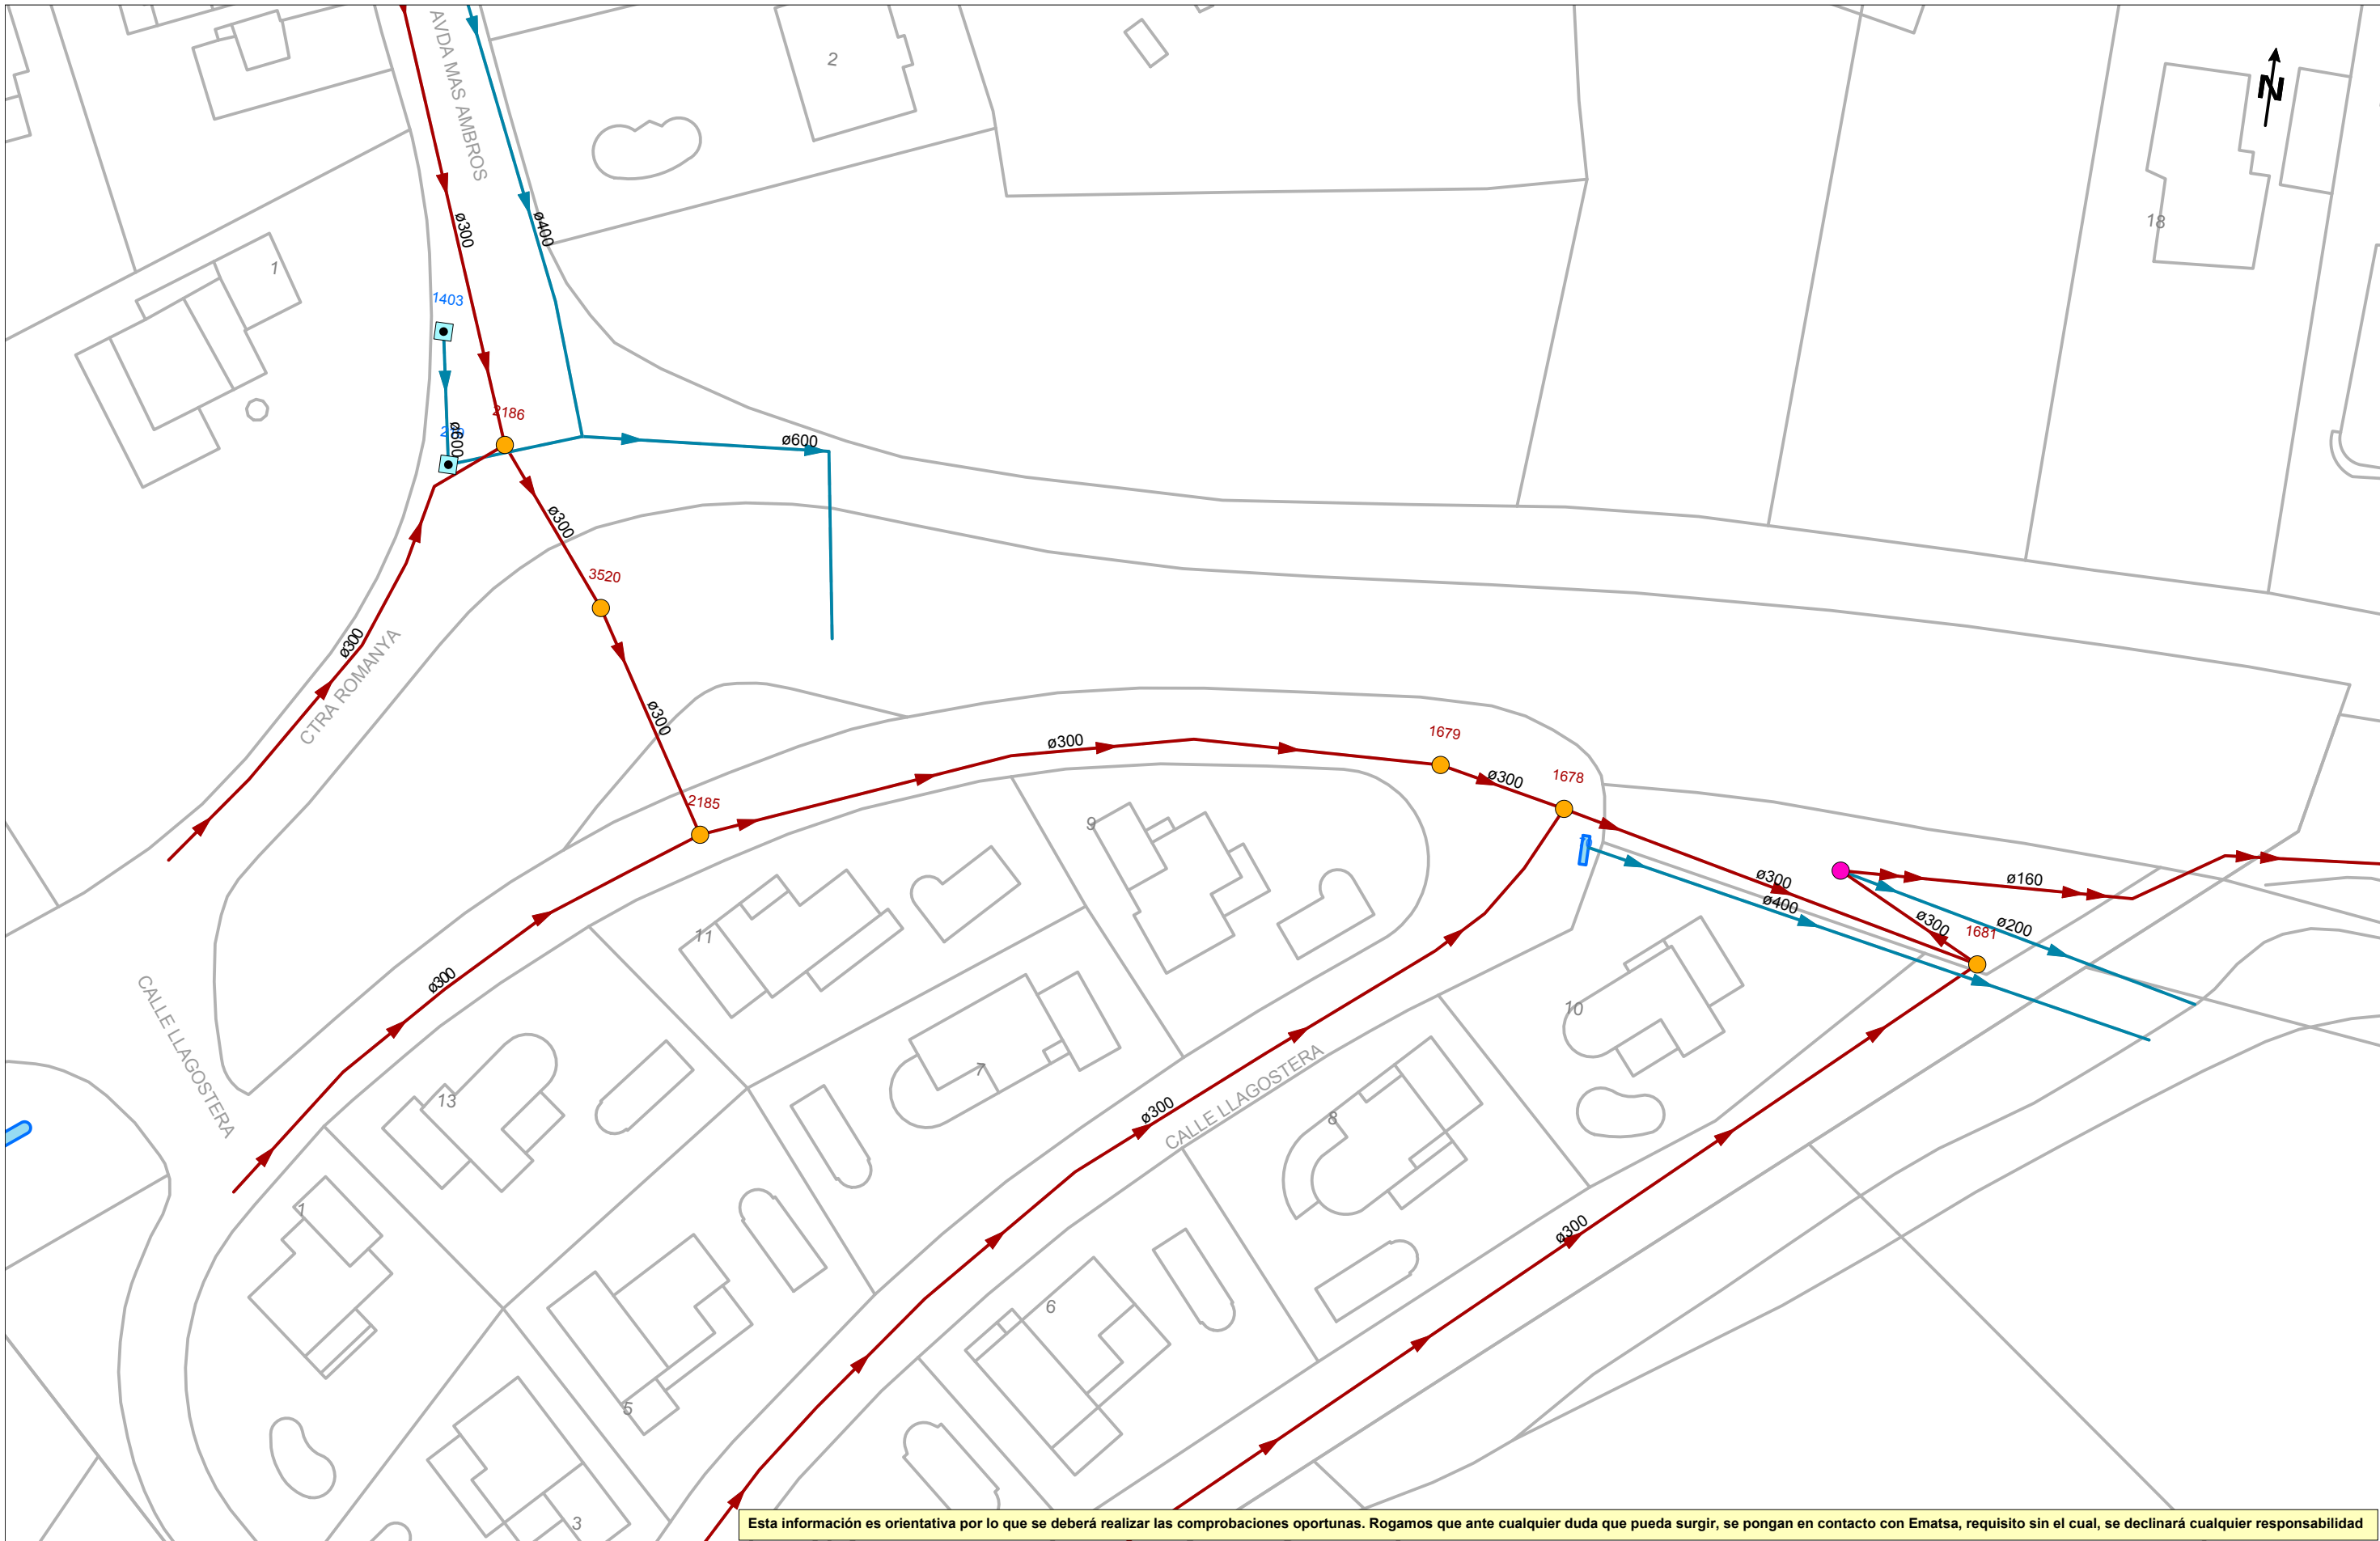 AVDA MAS AMBROS
2
N
18
ø300
ø400
1
1403
2186
ø600
ø600
ø300
3520
ø300
CTRA ROMANYA
ø300
1679
ø300
ø300
1678
2185
9
ø300
ø160
ø400
ø300
ø200
1681
11
ø300
CALLE LLAGOSTERA
10
7
13
ø300
CALLE LLAGOSTERA
8
1
ø300
6
5
3
Esta información es orientativa por lo que se deberá realizar las comprobaciones oportunas. Rogamos que ante cualquier duda que pueda surgir, se pongan en contacto con Ematsa, requisito sin el cual, se declinará cualquier responsabilidad